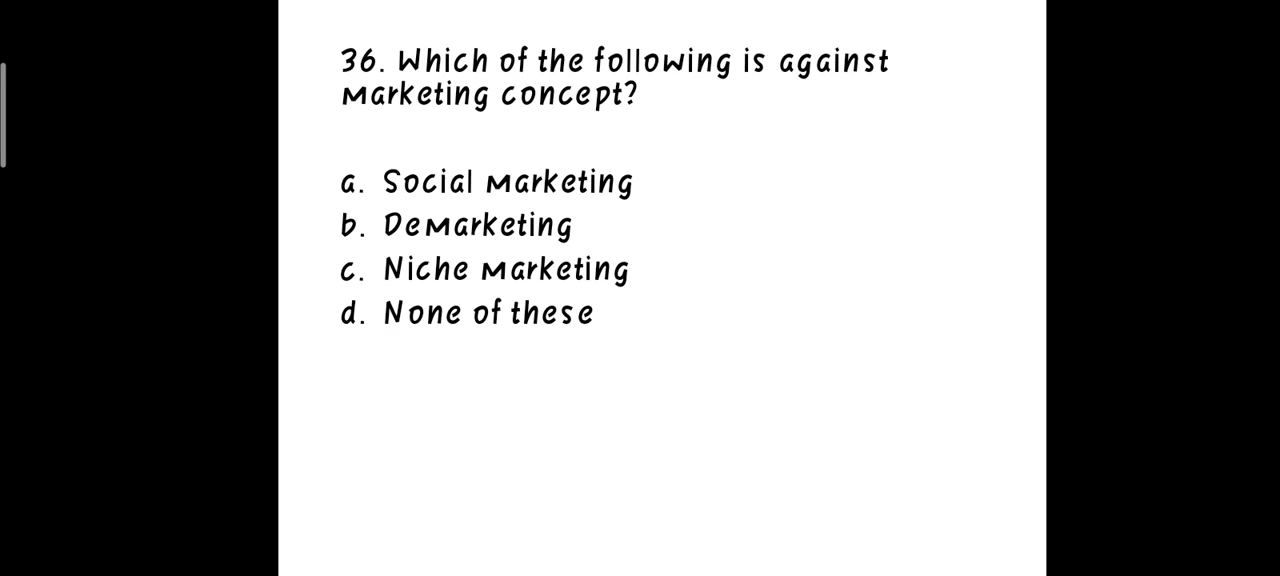 36. Which of the following is against
Marketing concept?
a. Social Marketing
b. Demarketing
c. Niche Marketing
d. None of these